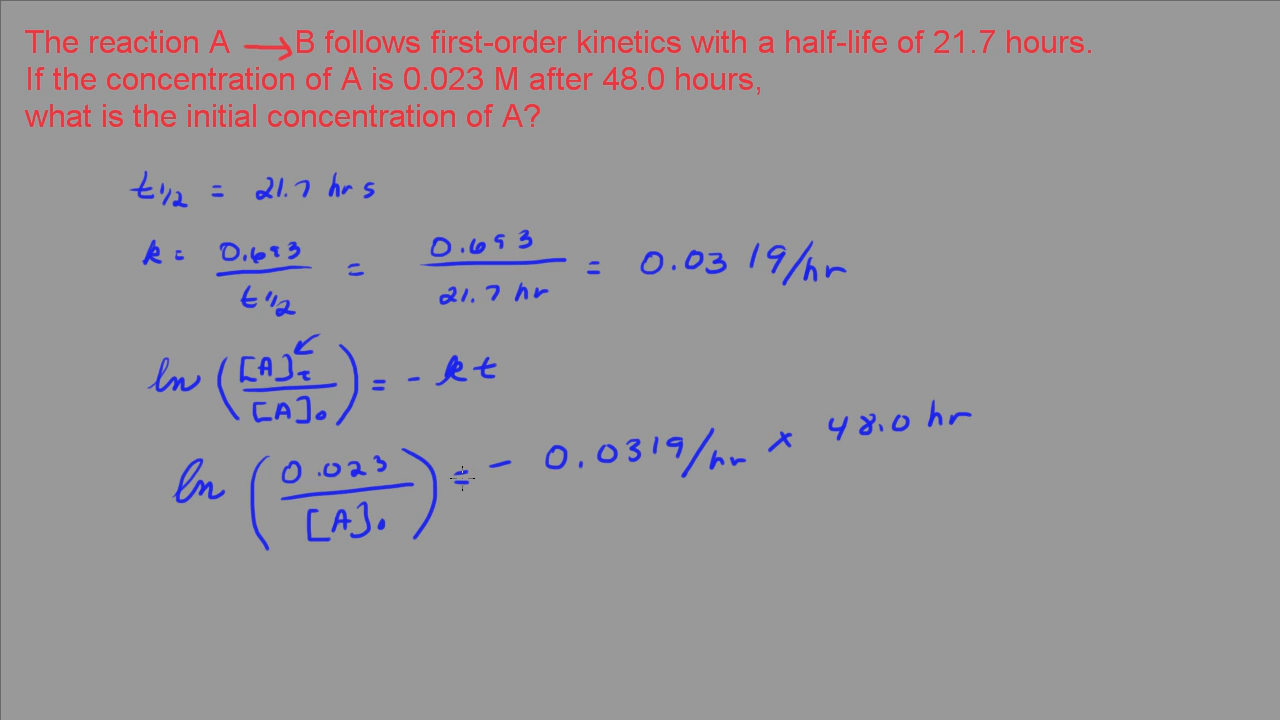 The reaction A → B follows first-order kinetics with a half-life of 21.7 hours.
If the concentration of A is 0.023 M after 48.0 hours,
what is the initial concentration of A?
t1/2 = 21.7 hrs
k = 0.693 / t1/2 = 0.693 / 21.7 hr = 0.0319/hr
ln ([A]t / [A]0) = - kt
ln (0.023 / [A]0) = - 0.0319/hr × 48.0 hr